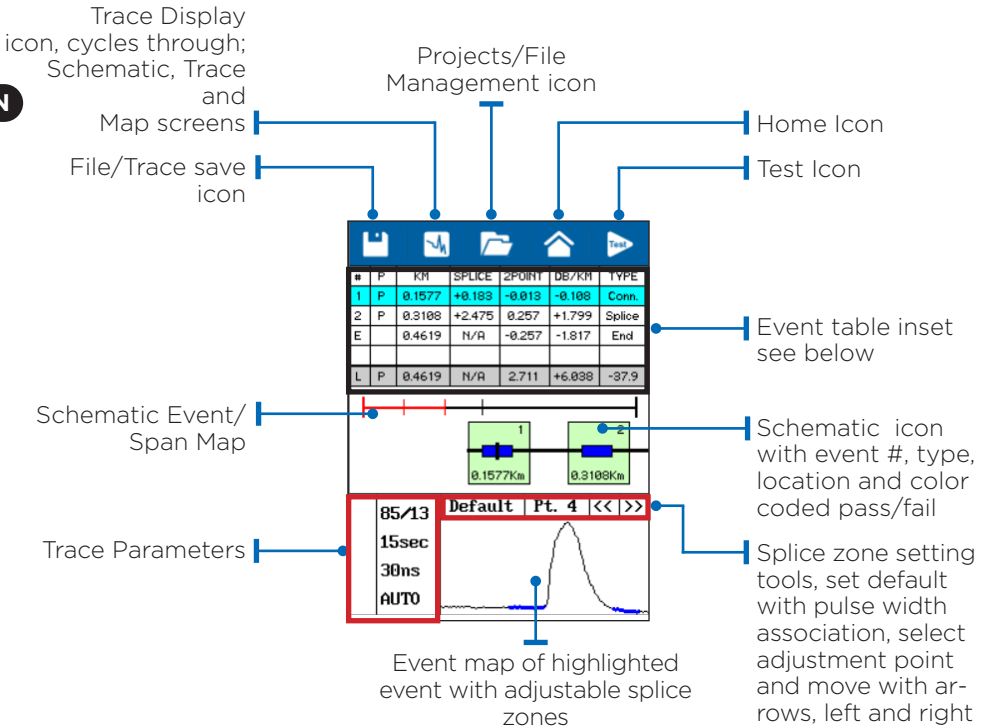 Trace Display
icon, cycles through;
Schematic, Trace
and
Map screens
N
File/Trace save
icon
Projects/File
Management icon
Home Icon
Test Icon
Test
# P KM SPLICE 2POINT DB/KM TYPE
1 P 0.1577 +0.183 -0.013 -0.108 Conn.
2 P 0.3108 +2.475 0.257 +1.799 Splice
E 0.4619 N/A -0.257 -1.817 End
L P 0.4619 N/A 2.711 +6.038 -37.9
Event table inset
see below
Schematic Event/
Span Map
1
0.1577Km
2
0.3108Km
Schematic icon
with event #, type,
location and color
coded pass/fail
Trace Parameters
85/13
15sec
30ns
AUTO
Default Pt. 4 << >>
Splice zone setting
tools, set default
with pulse width
association, select
adjustment point
and move with ar-
rows, left and right
Event map of highlighted
event with adjustable splice
zones